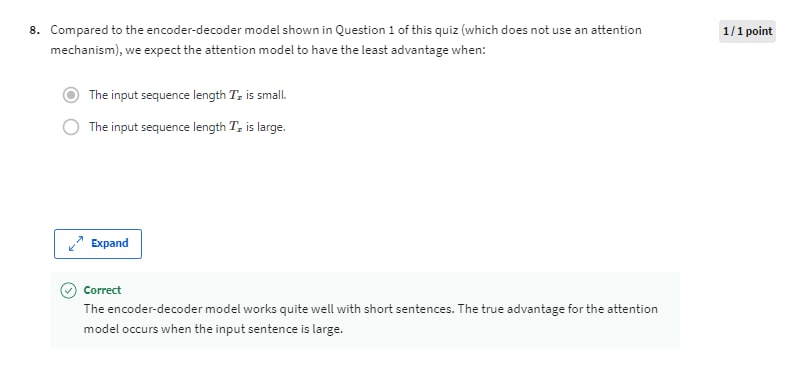 8. Compared to the encoder-decoder model shown in Question 1 of this quiz (which does not use an attention
1 / 1 point
mechanism), we expect the attention model to have the least advantage when:
The input sequence length Tₓ is small.
The input sequence length Tₓ is large.
Expand
Correct
The encoder-decoder model works quite well with short sentences. The true advantage for the attention
model occurs when the input sentence is large.